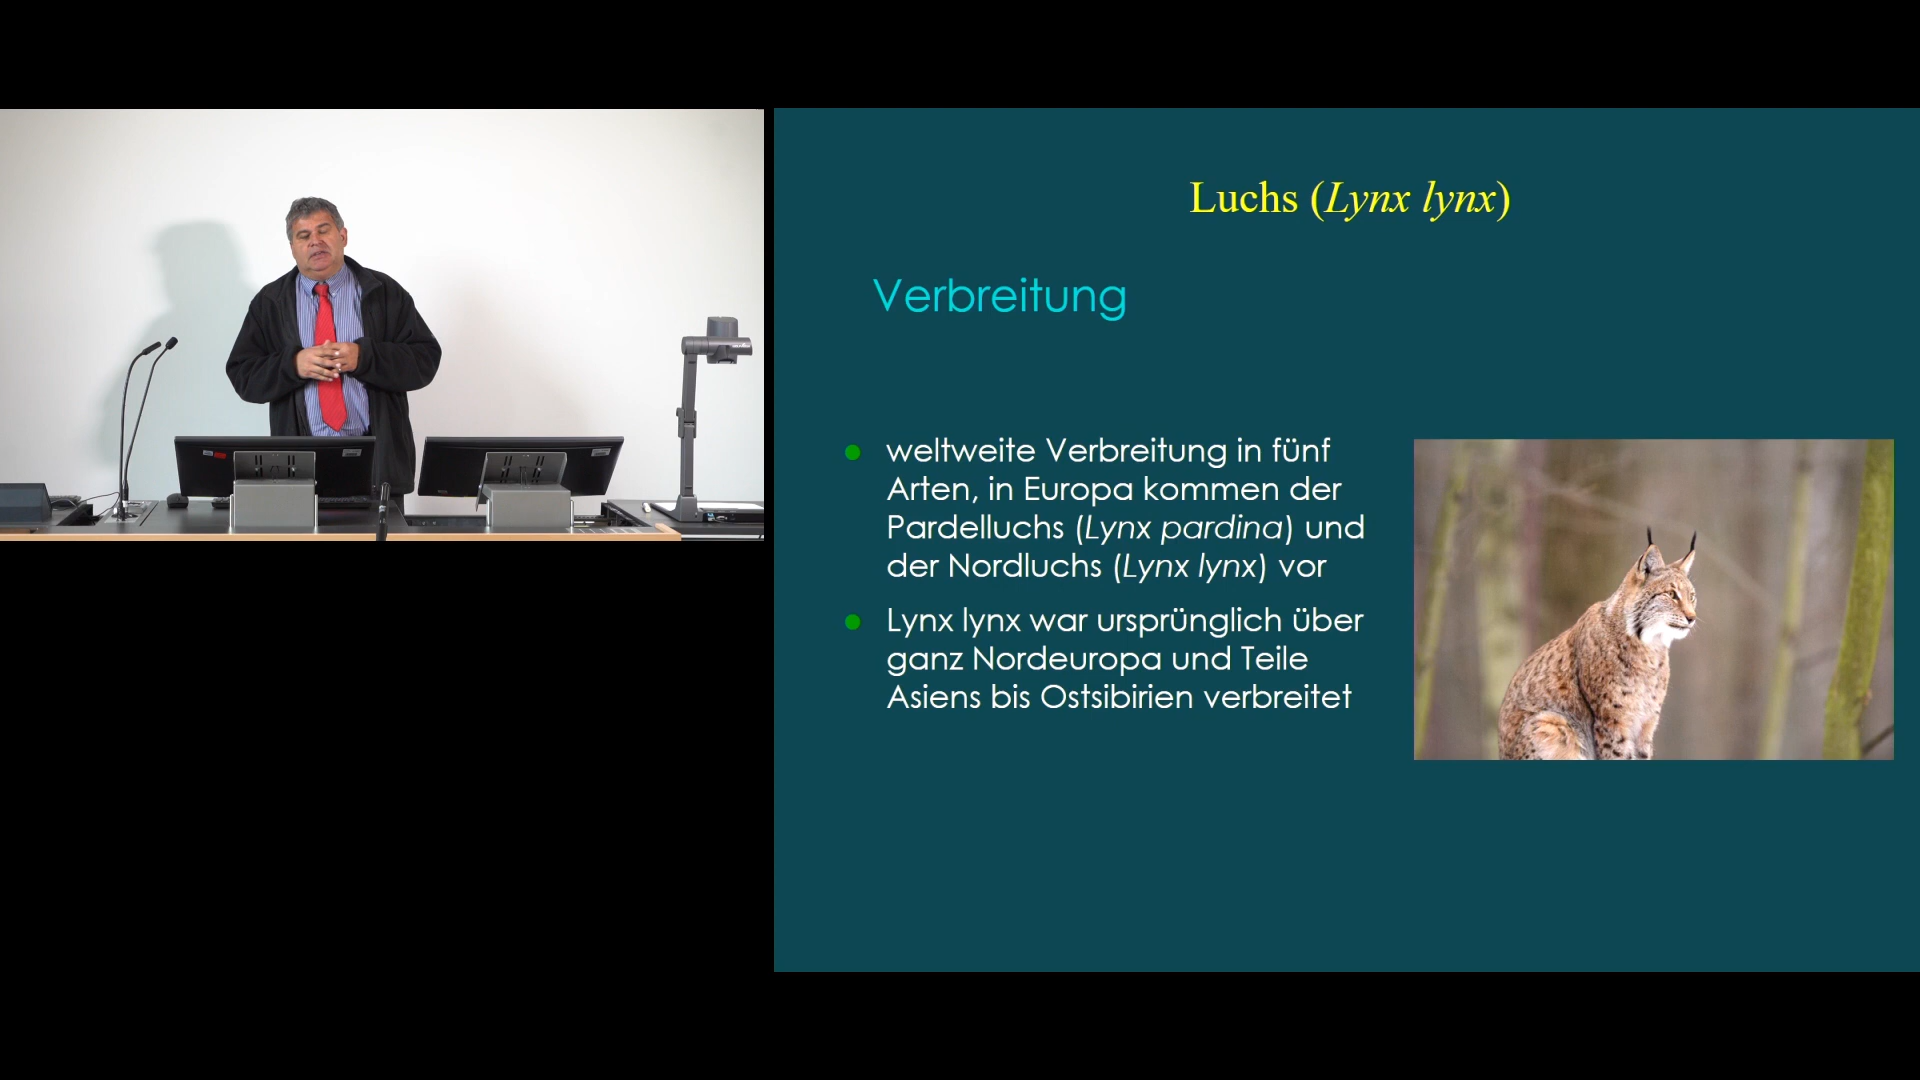 Luchs (Lynx lynx)
Verbreitung
weltweite Verbreitung in fünf
Arten, in Europa kommen der
Pardelluchs (Lynx pardina) und
der Nordluchs (Lynx lynx) vor
Lynx lynx war ursprünglich über
ganz Nordeuropa und Teile
Asiens bis Ostsibirien verbreitet